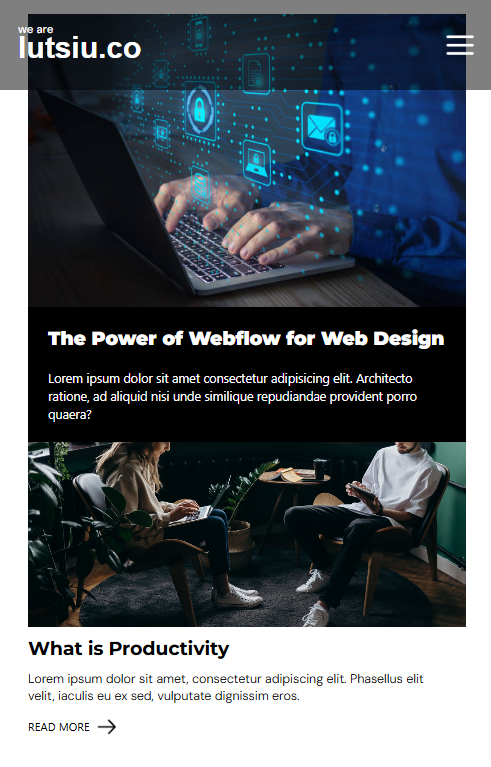 we are
lutsiu.co
The Power of Webflow for Web Design
Lorem ipsum dolor sit amet consectetur adipisicing elit. Architecto
ratione, ad aliquid nisi unde similique repudiandae provident porro
quaera?
What is Productivity
Lorem ipsum dolor sit amet, consectetur adipiscing elit. Phasellus elit
velit, iaculis eu ex sed, vulputate dignissim eros.
READ MORE